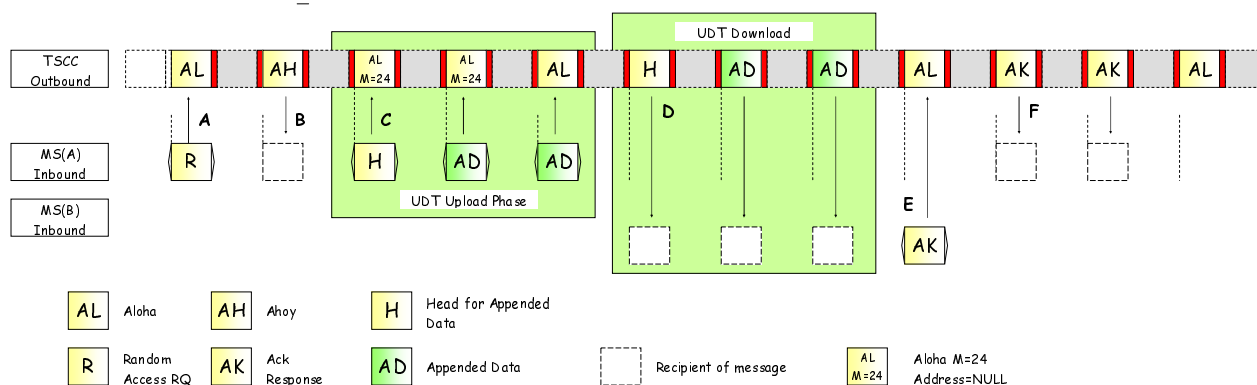 UDT Download
TSCC
Outbound
AL
AH
AL
M=24
AL
M=24
AL
H
AD
AD
AL
AK
AK
AL
A
B
C
D
F
MS(A)
Inbound
R
H
AD
AD
UDT Upload Phase
MS(B)
Inbound
E
AK
AL Aloha
AH Ahoy
H Head for Appended
Data
R Random
Access RQ
AK Ack
Response
AD Appended Data
Recipient of message
AL
M=24
Aloha M=24
Address=NULL